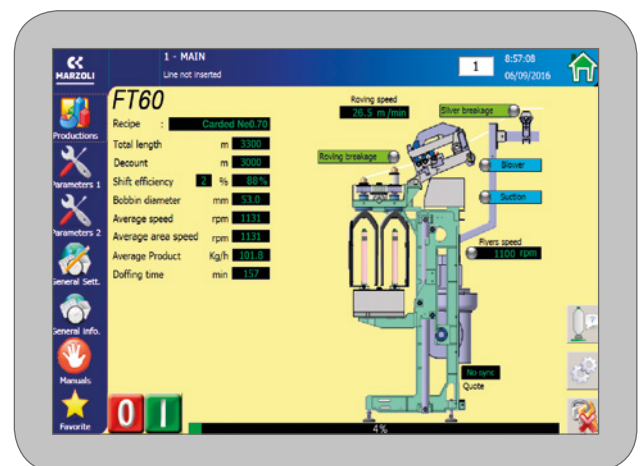 MARZOLI
1 - MAIN
Line not inserted
1
8:57:08
06/09/2016
FT60
Productions
Parameters 1
Parameters 2
General Sett.
General Info.
Manuals
Favorite
Recipe : Carded Ne0.70
Total length m 3300
Decount m 3000
Shift efficiency 2 % 88%
Bobbin diameter mm 53.0
Average speed rpm 1131
Average area speed rpm 1131
Average Product Kg/h 101.8
Doffing time min 157
Roving speed
26.5 m/min
Silver breakage
Roving breakage
Blower
Suction
Flyers speed
1100 rpm
No sync
Quote
?
0 I
4%